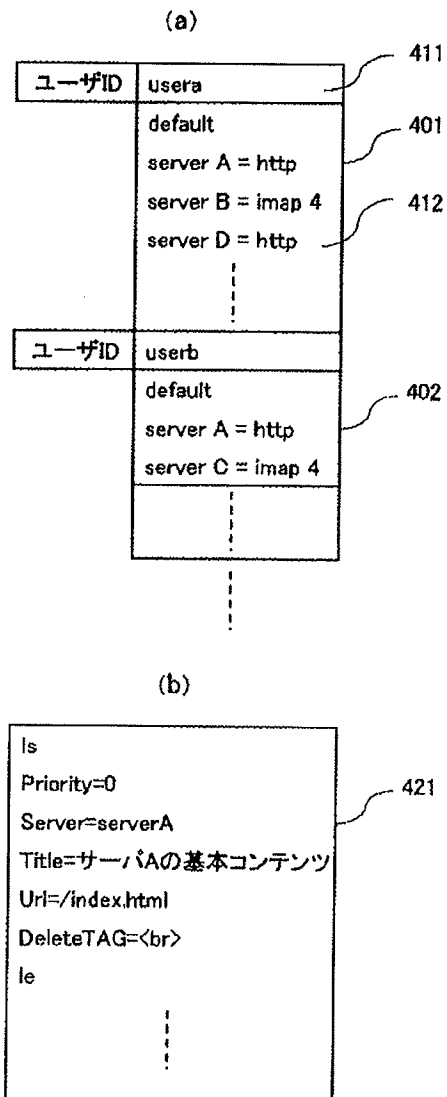 (a)
411
ユーザID usera
default
401
server A = http
server B = imap 4
412
server D = http
ユーザID userb
default
402
server A = http
server C = imap 4
(b)
Is
421
Priority=0
Server=serverA
Title=サーバAの基本コンテンツ
Url=/index.html
DeleteTAG=<br>
Ie